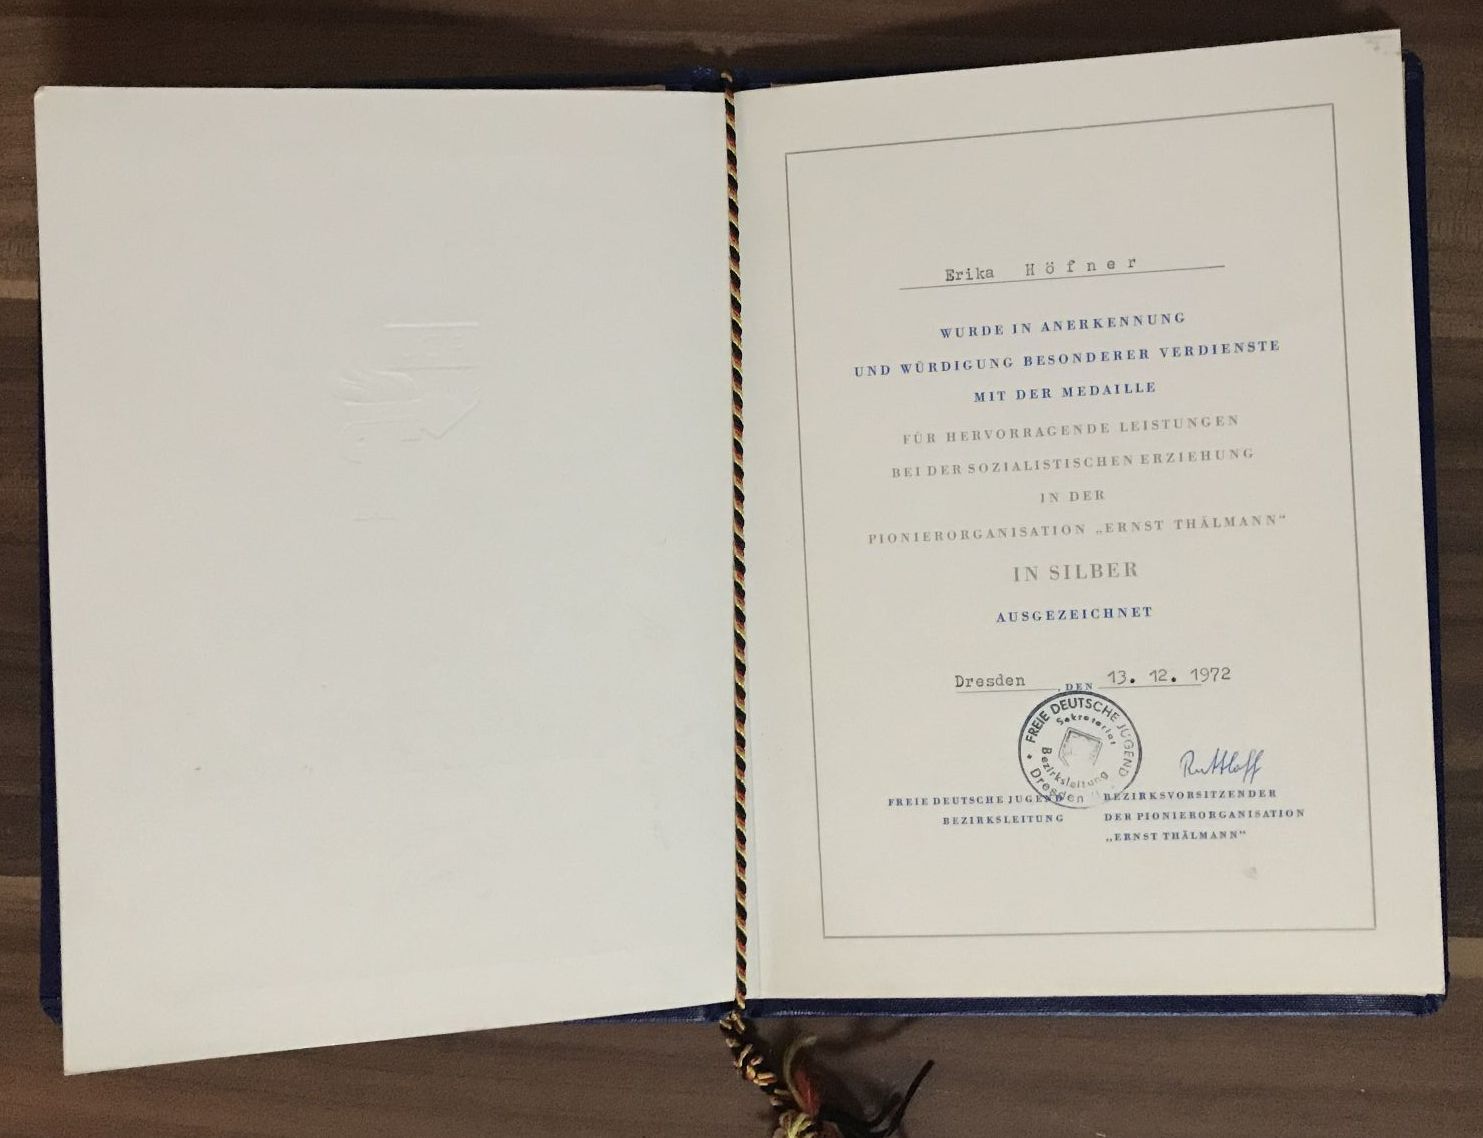 Erika Höfner
WURDE IN ANERKENNUNG
UND WÜRDIGUNG BESONDERER VERDIENSTE
MIT DER MEDAILLE
FÜR HERVORRAGENDE LEISTUNGEN
BEI DER SOZIALISTISCHEN ERZIEHUNG
IN DER
PIONIERORGANISATION „ERNST THÄLMANN“
IN SILBER
AUSGEZEICHNET
Dresden, DEN 13. 12. 1972
FREIE DEUTSCHE JUGEND
Sekretariat
Bezirksleitung
Dresden
Ruttloff
FREIE DEUTSCHE JUGEND
BEZIRKSLEITUNG
BEZIRKSVORSITZENDER
DER PIONIERORGANISATION
„ERNST THÄLMANN“